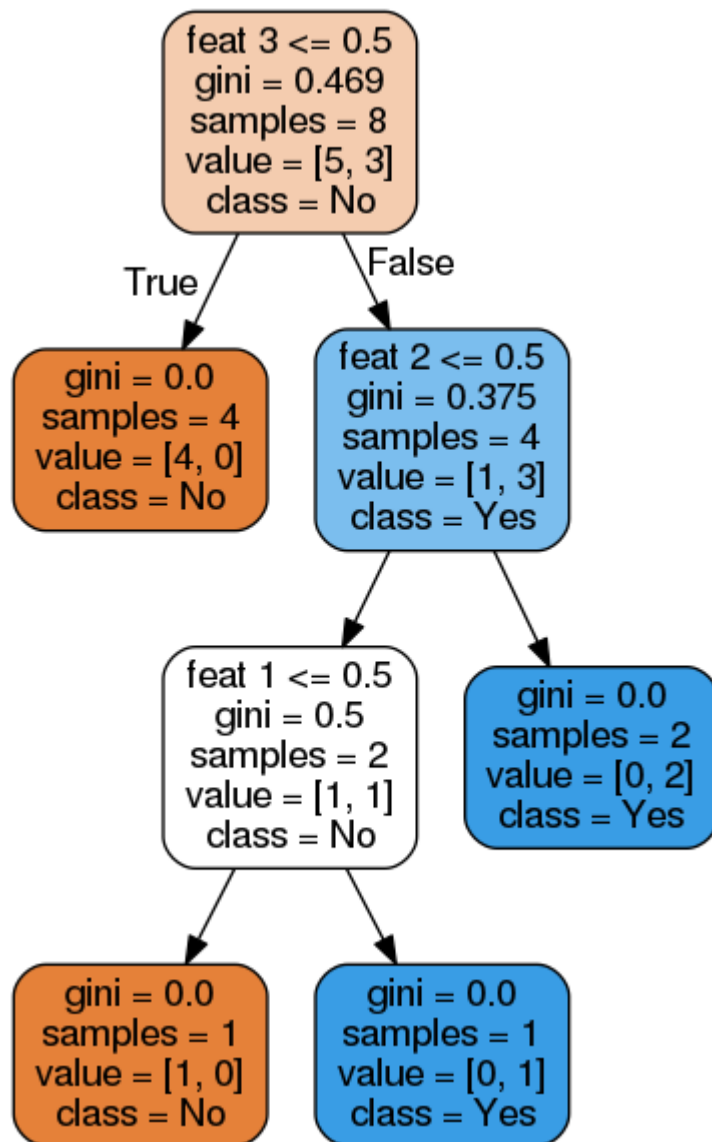 feat 3 <= 0.5
gini = 0.469
samples = 8
value = [5, 3]
class = No
True
False
gini = 0.0
samples = 4
value = [4, 0]
class = No
feat 2 <= 0.5
gini = 0.375
samples = 4
value = [1, 3]
class = Yes
feat 1 <= 0.5
gini = 0.5
samples = 2
value = [1, 1]
class = No
gini = 0.0
samples = 2
value = [0, 2]
class = Yes
gini = 0.0
samples = 1
value = [1, 0]
class = No
gini = 0.0
samples = 1
value = [0, 1]
class = Yes